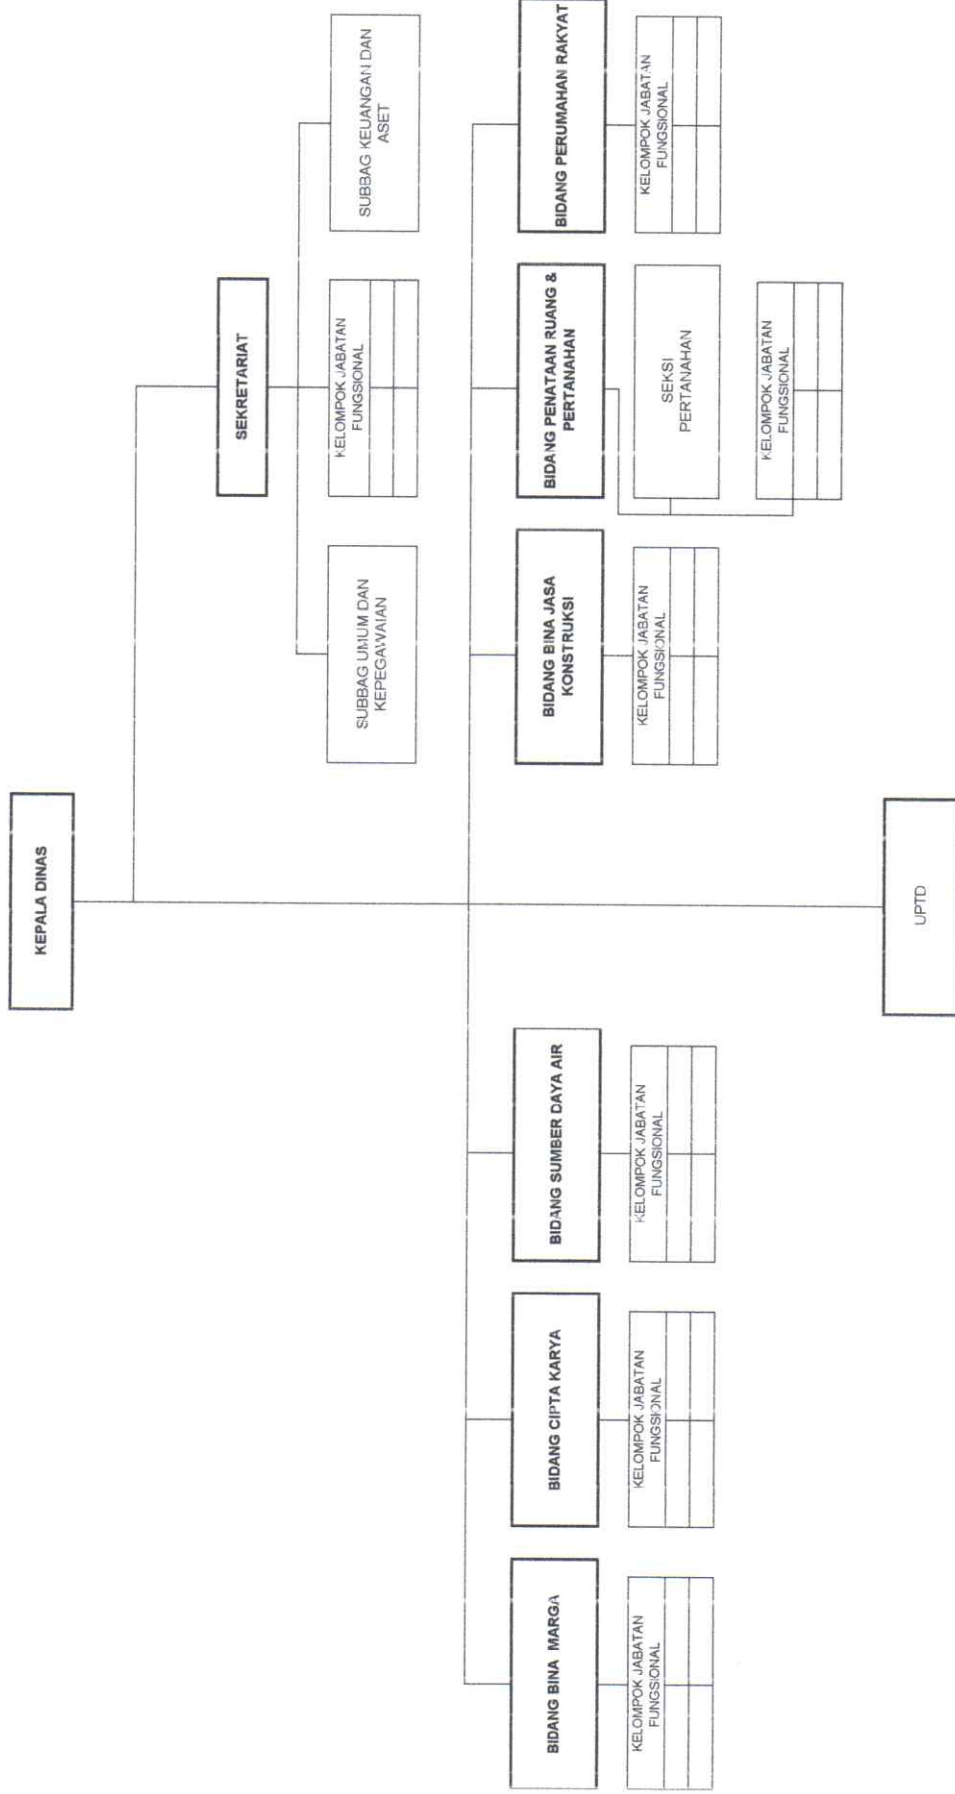 KEPALA DINAS
SEKRETARIAT
SUBBAG UMUM DAN
KEPEGAWAIAN
KELOMPOK JABATAN
FUNGSIONAL
SUBBAG KEUANGAN DAN
ASET
BIDANG BINA MARGA
BIDANG CIPTA KARYA
BIDANG SUMBER DAYA AIR
BIDANG BINA JASA
KONSTRUKSI
BIDANG PENATAAN RUANG &
PERTANAHAN
BIDANG PERUMAHAN RAKYAT
KELOMPOK JABATAN
FUNGSIONAL
KELOMPOK JABATAN
FUNGSIONAL
KELOMPOK JABATAN
FUNGSIONAL
KELOMPOK JABATAN
FUNGSIONAL
SEKSI
PERTANAHAN
KELOMPOK JABATAN
FUNGSIONAL
KELOMPOK JABATAN
FUNGSIONAL
UPTD